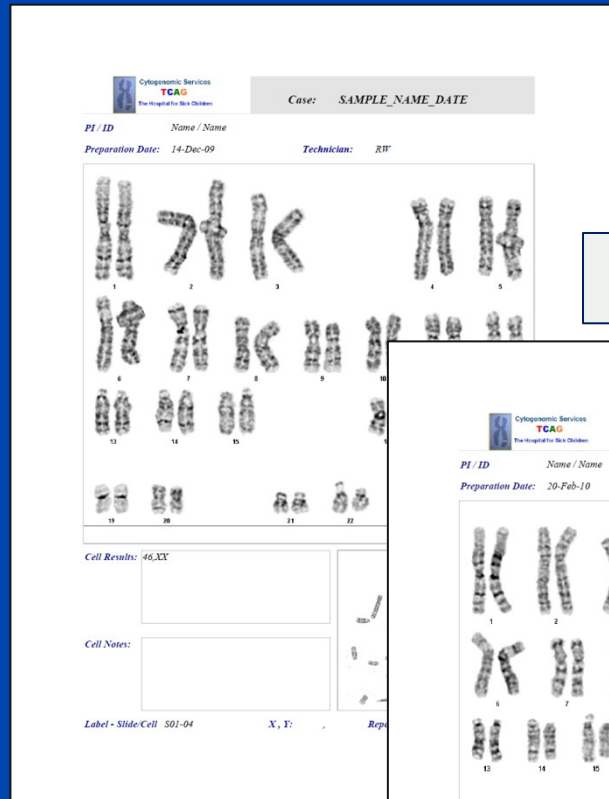 Cytogenomic Services
TCAG
The Hospital for Sick Children
Case: SAMPLE_NAME_DATE
PI / ID Name / Name
Preparation Date: 14-Dec-09 Technician: RW
1 2 3 4 5
6 7 8 9 10
13 14 15
19 20 21 22
Cell Results: 46,XX
Cell Notes:
Label - Slide/Cell S01-04 X , Y: ,
Cytogenomic Services
TCAG
The Hospital for Sick Children
PI / ID Name / Name
Preparation Date: 20-Feb-10
1 2
6 7
13 14 15